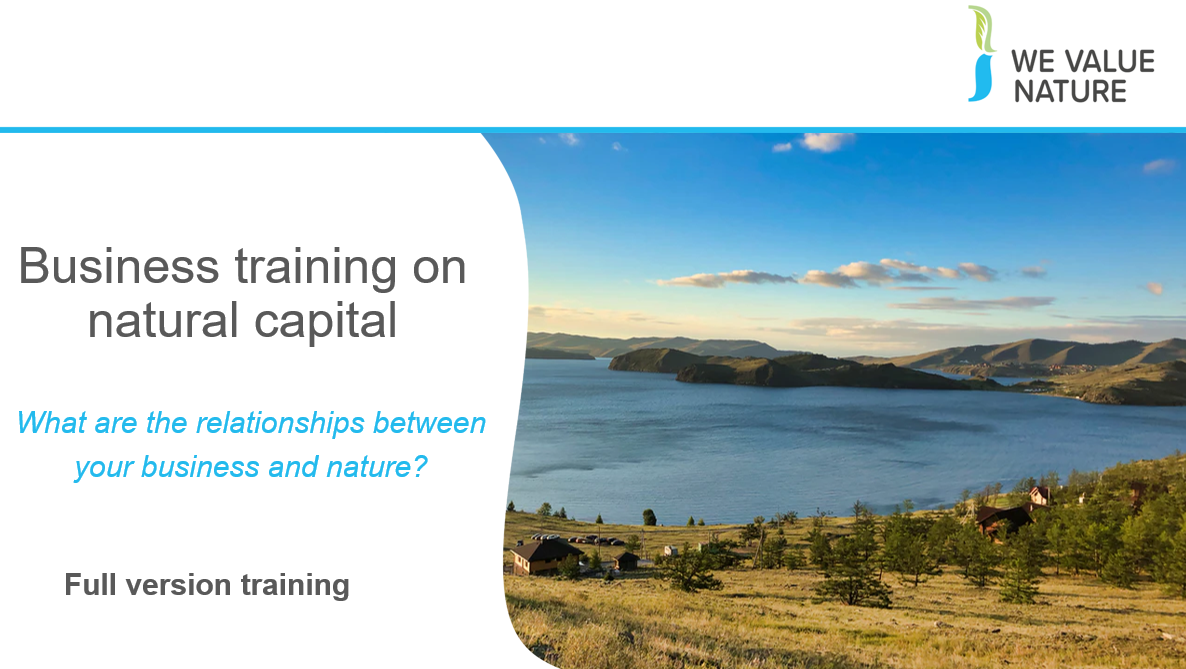 WE VALUE
NATURE
Business training on
natural capital
What are the relationships between
your business and nature?
Full version training